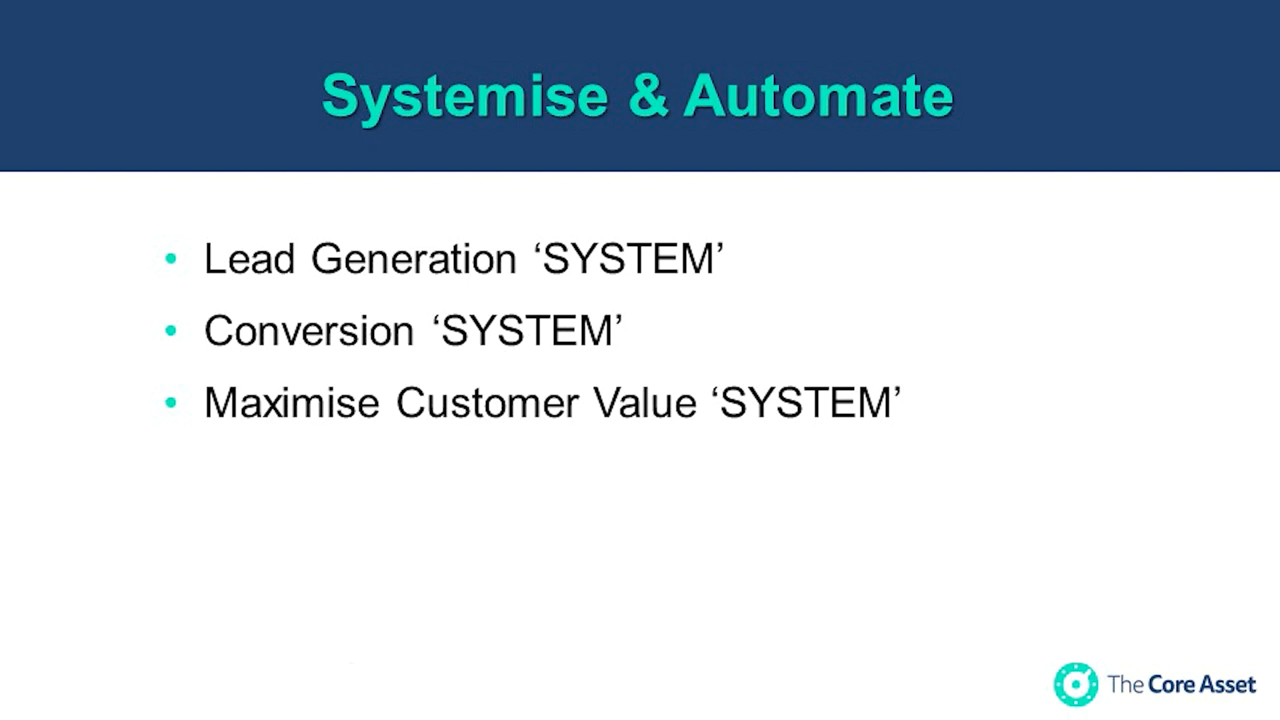 Systemise & Automate
• Lead Generation ‘SYSTEM’
• Conversion ‘SYSTEM’
• Maximise Customer Value ‘SYSTEM’
The Core Asset